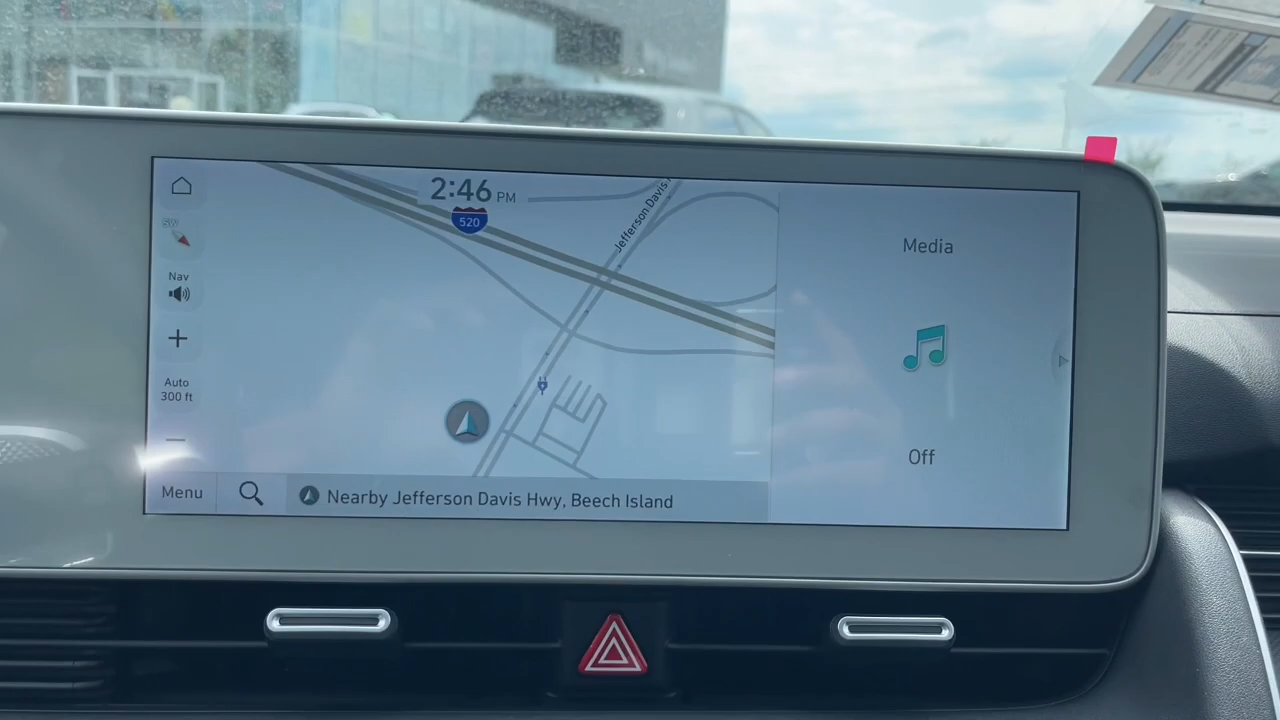 2:46 PM
520
Jefferson Davis
SW
Nav
Auto
300 ft
Menu
Nearby Jefferson Davis Hwy, Beech Island
Media
Off